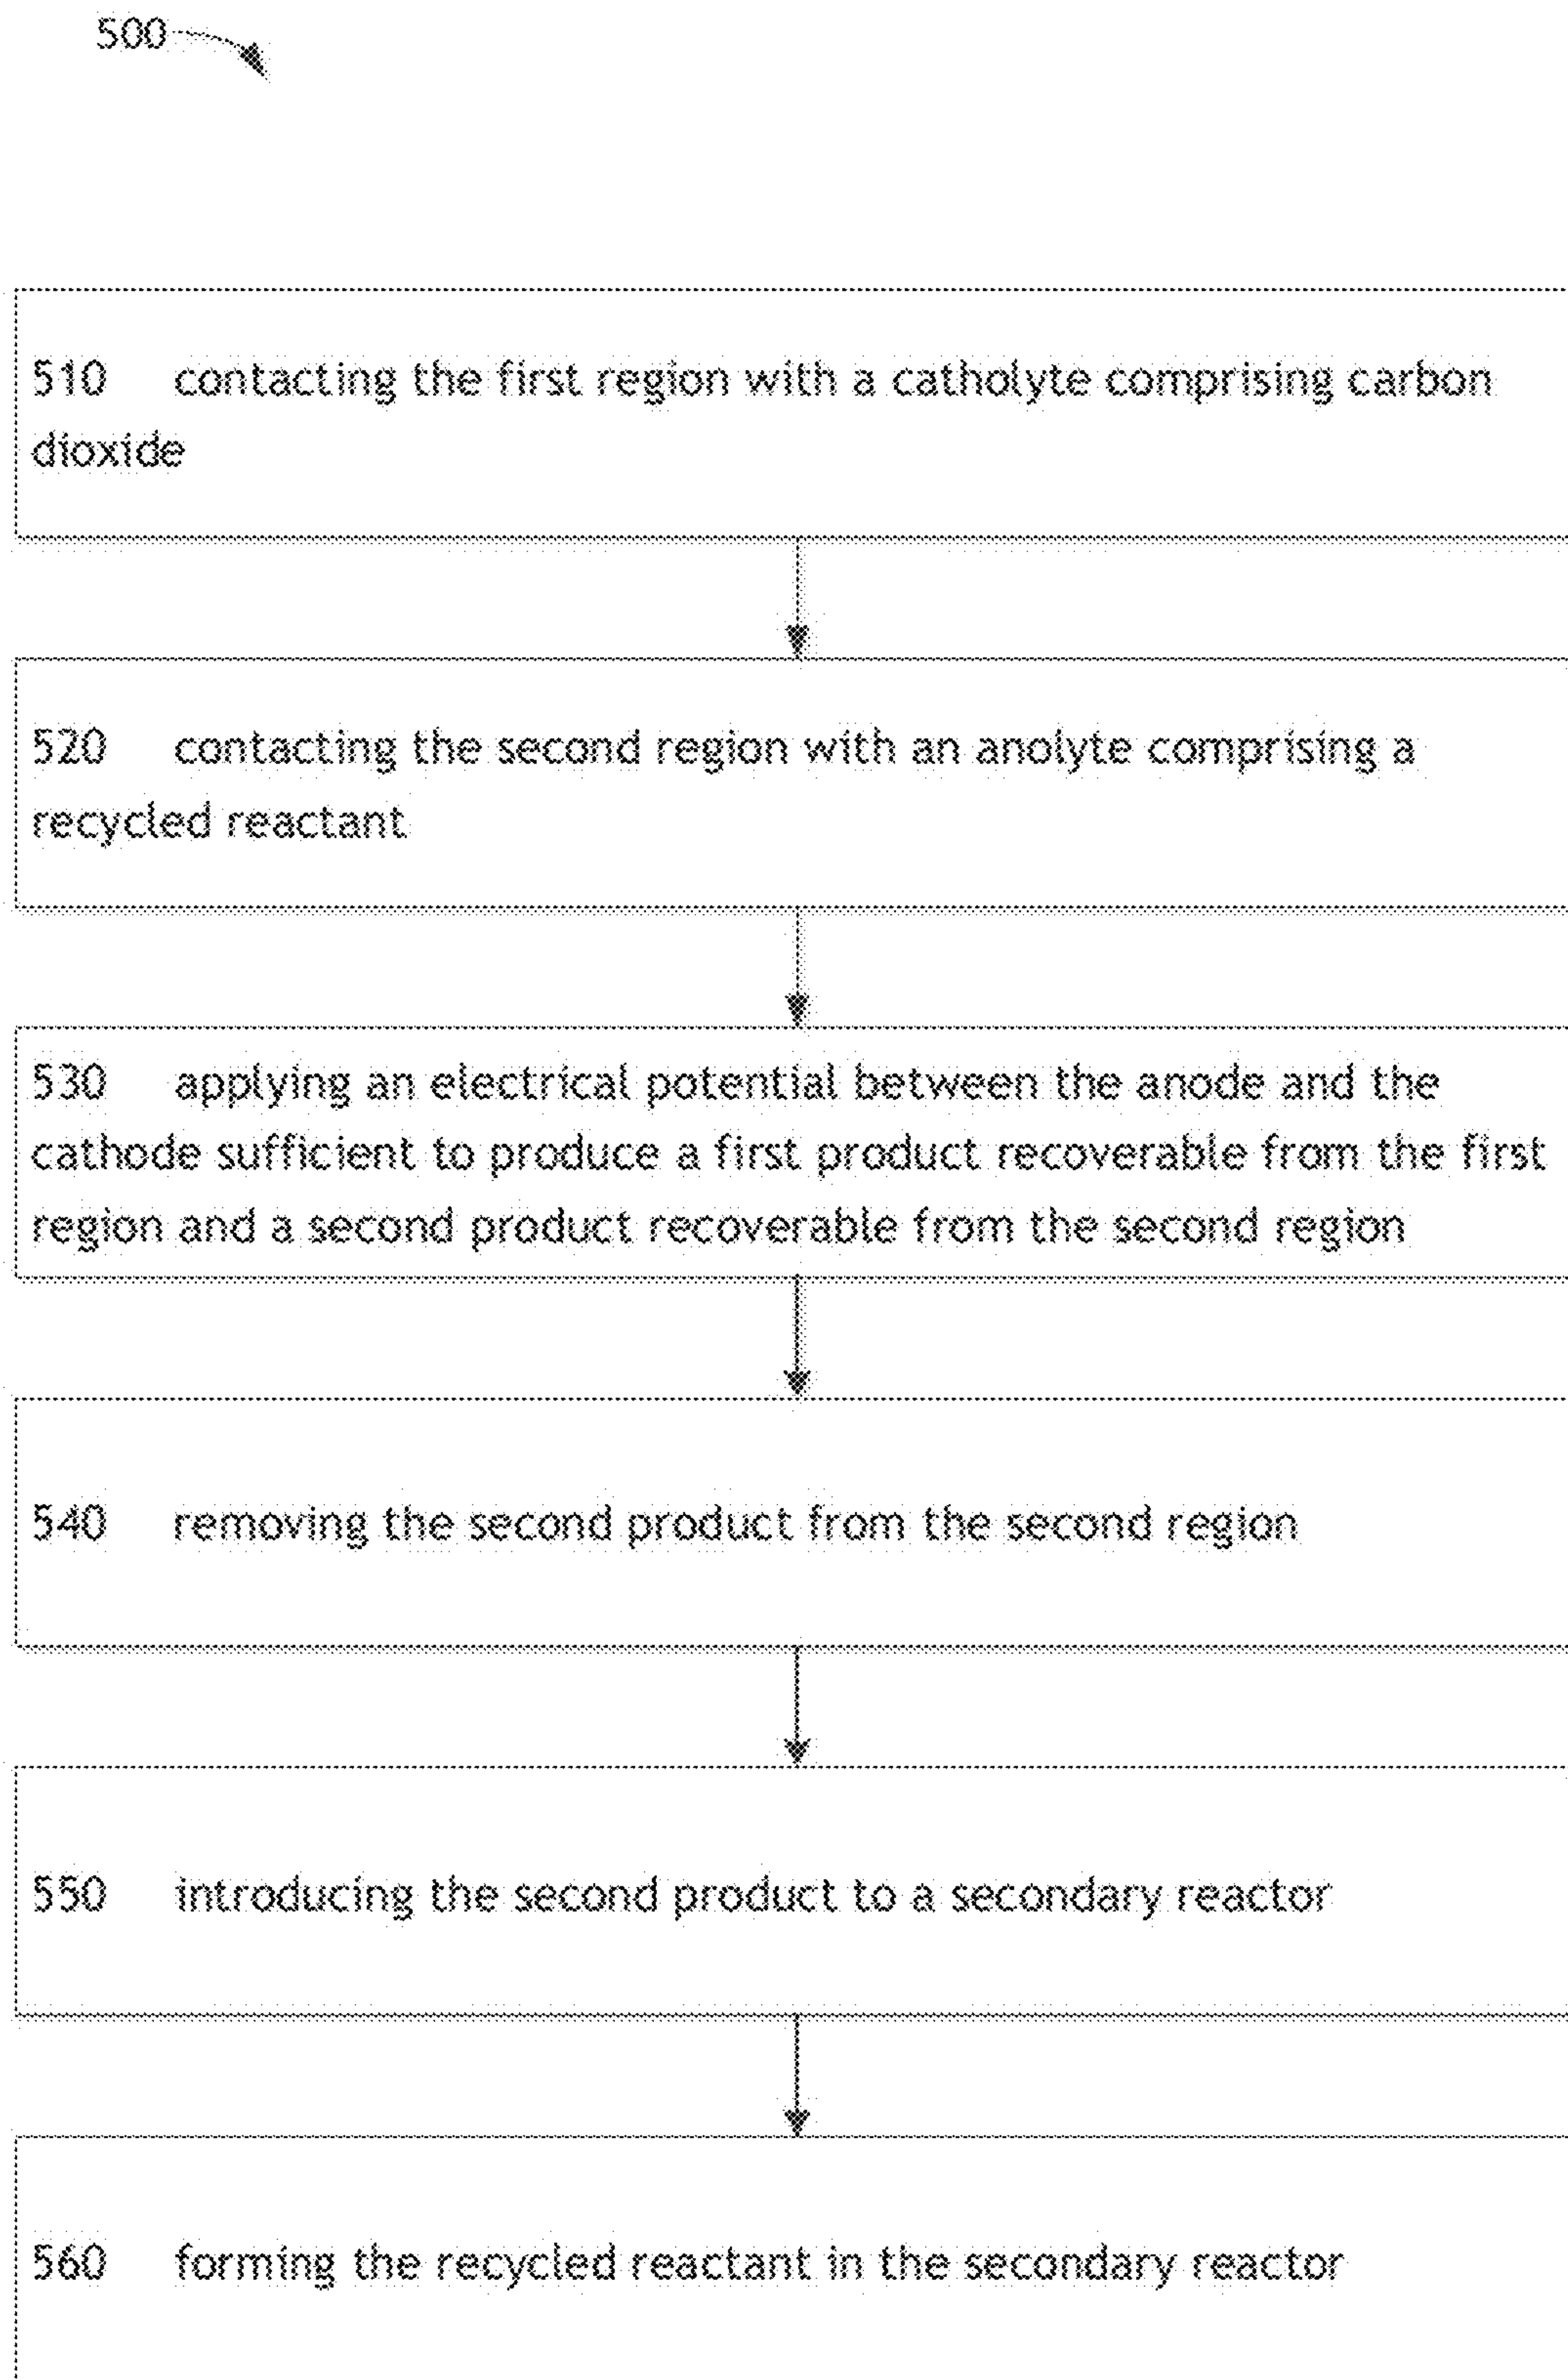 500
510 contacting the first region with a catholyte comprising carbon
dioxide
520 contacting the second region with an anolyte comprising a
recycled reactant
530 applying an electrical potential between the anode and the
cathode sufficient to produce a first product recoverable from the first
region and a second product recoverable from the second region
540 removing the second product from the second region
550 introducing the second product to a secondary reactor
560 forming the recycled reactant in the secondary reactor